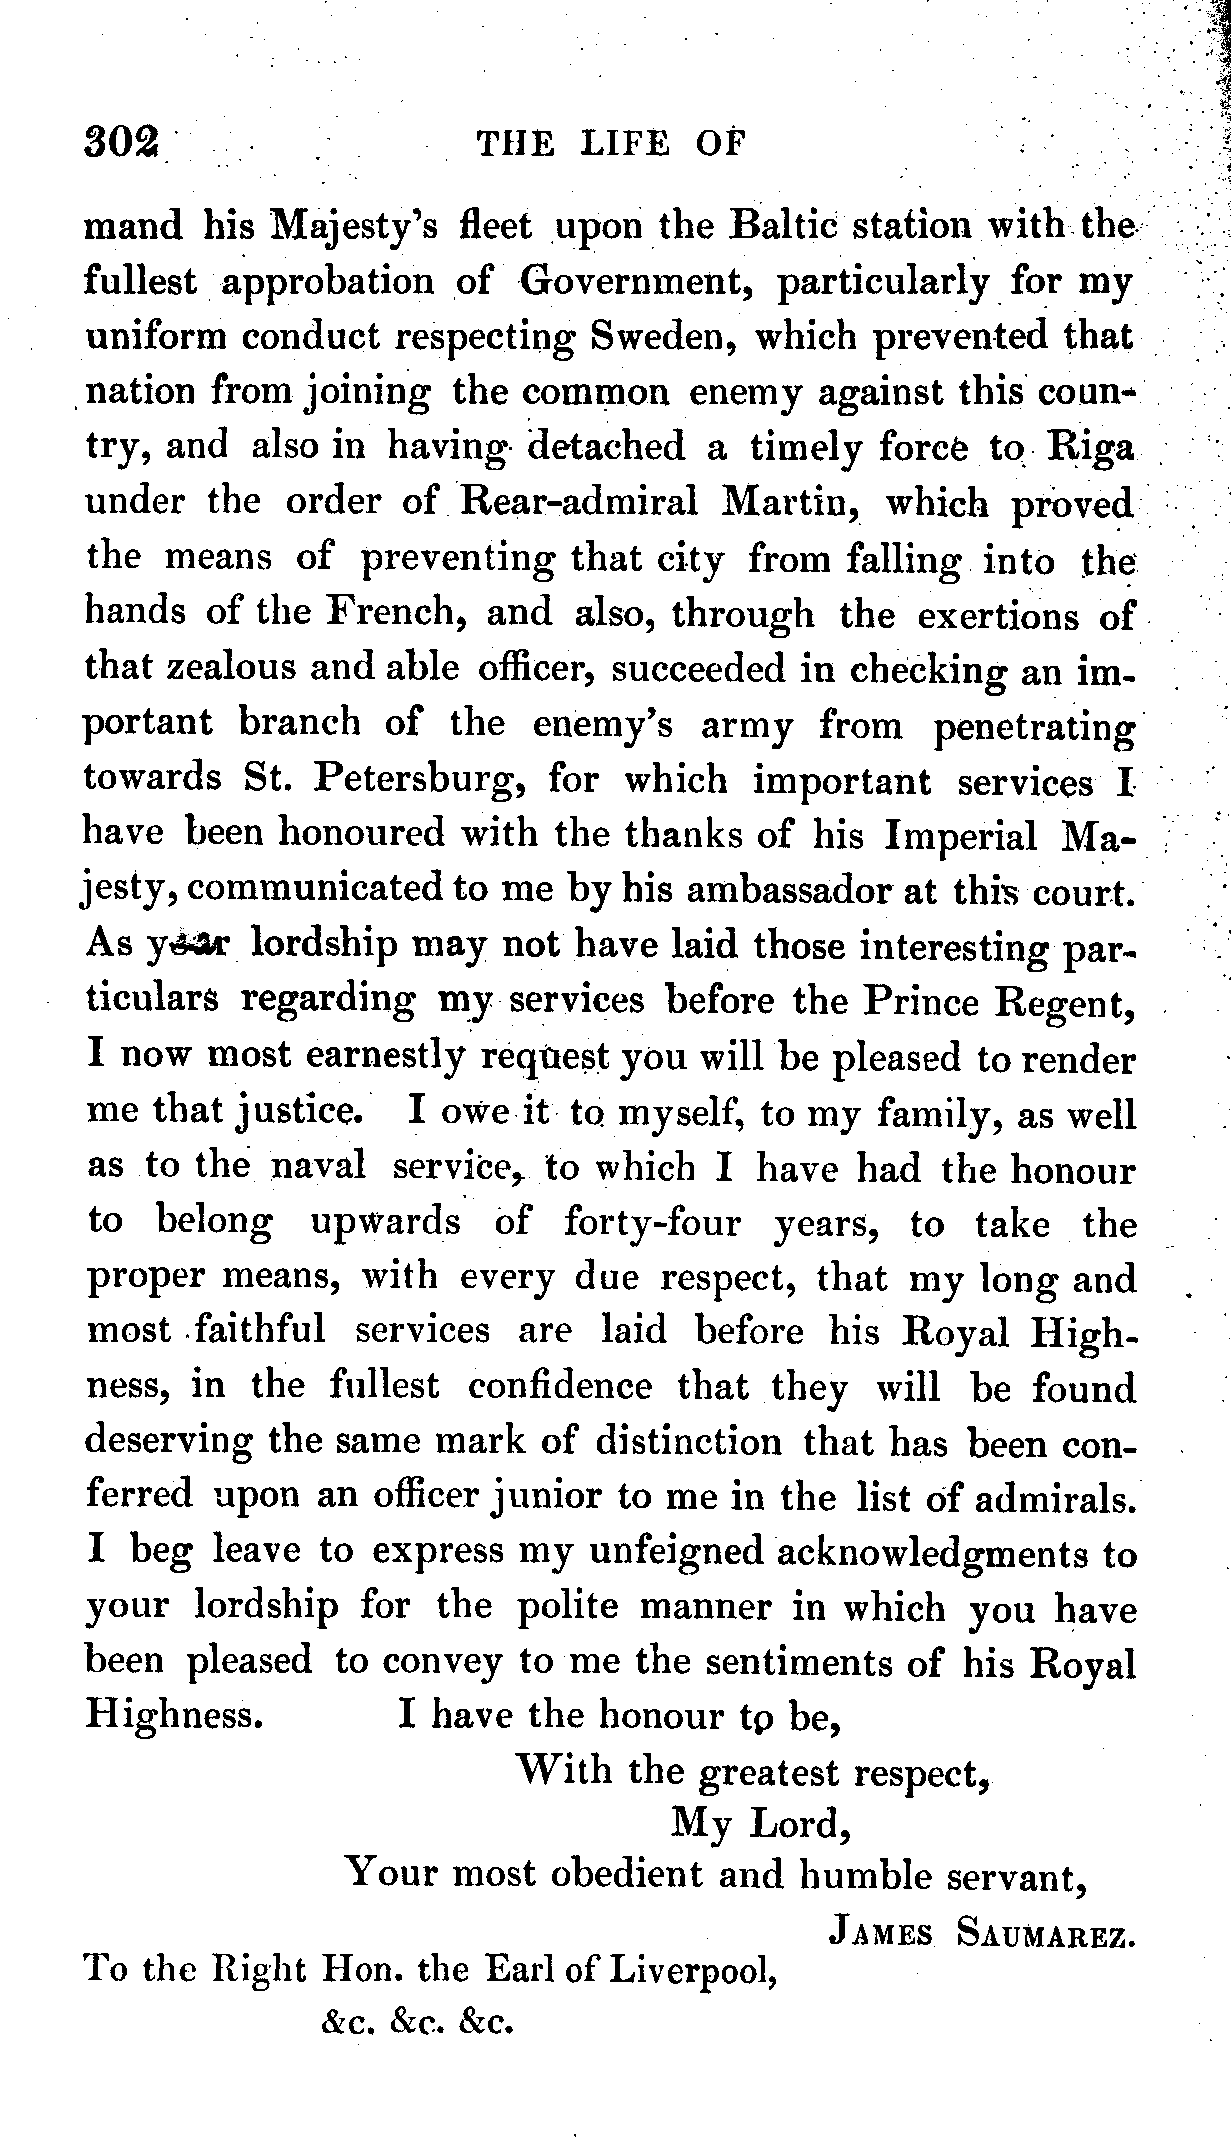 302 THE LIFE OF
mand his Majesty's fleet upon the Baltic station with the
fullest approbation of Government, particularly for my
uniform conduct respecting Sweden, which prevented that
nation from joining the common enemy against this coun-
try, and also in having detached a timely force to Riga
under the order of Rear-admiral Martin, which proved
the means of preventing that city from falling into the
hands of the French, and also, through the exertions of
that zealous and able officer, succeeded in checking an im-
portant branch of the enemy's army from penetrating
towards St. Petersburg, for which important services I
have been honoured with the thanks of his Imperial Ma-
jesty, communicated to me by his ambassador at this court.
As your lordship may not have laid those interesting par-
ticulars regarding my services before the Prince Regent,
I now most earnestly request you will be pleased to render
me that justice. I owe it to myself, to my family, as well
as to the naval service, to which I have had the honour
to belong upwards of forty-four years, to take the
proper means, with every due respect, that my long and
most faithful services are laid before his Royal High-
ness, in the fullest confidence that they will be found
deserving the same mark of distinction that has been con-
ferred upon an officer junior to me in the list of admirals.
I beg leave to express my unfeigned acknowledgments to
your lordship for the polite manner in which you have
been pleased to convey to me the sentiments of his Royal
Highness. I have the honour to be,
With the greatest respect,
My Lord,
Your most obedient and humble servant,
JAMES SAUMAREZ.
To the Right Hon. the Earl of Liverpool,
&c. &c. &c.